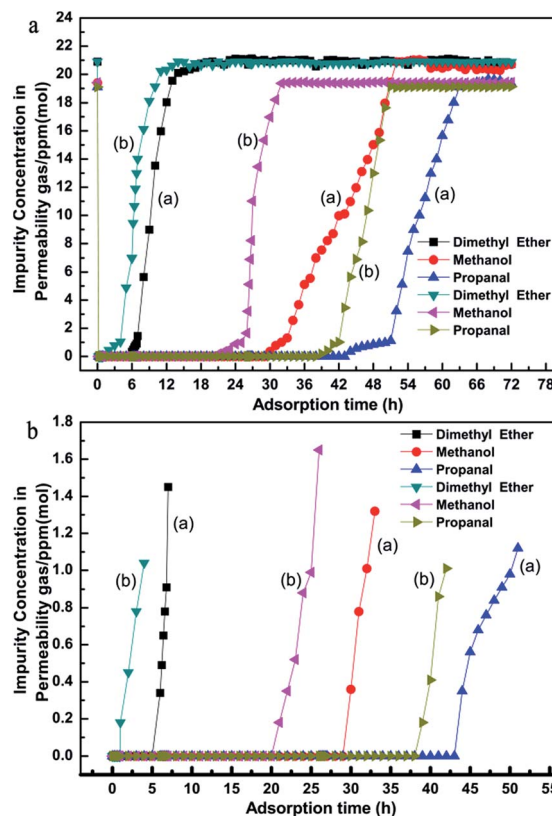 a
Impurity Concentration in
Permeability gas/ppm(mol)
24
22
20
18
16
14
12
10
8
6
4
2
0
(b)
(a)
(b)
(a)
(b)
(a)
Dimethyl Ether
Methanol
Propanal
Dimethyl Ether
Methanol
Propanal
0 6 12 18 24 30 36 42 48 54 60 66 72 78
Adsorption time (h)
b
Impurity Concentration in
Permeability gas/ppm(mol)
1.8
1.6
1.4
1.2
1.0
0.8
0.6
0.4
0.2
0.0
Dimethyl Ether
Methanol
Propanal
Dimethyl Ether
Methanol
Propanal
(b)
(a)
(b)
(a)
(b)
(a)
0 5 10 15 20 25 30 35 40 45 50 55
Adsorption time (h)